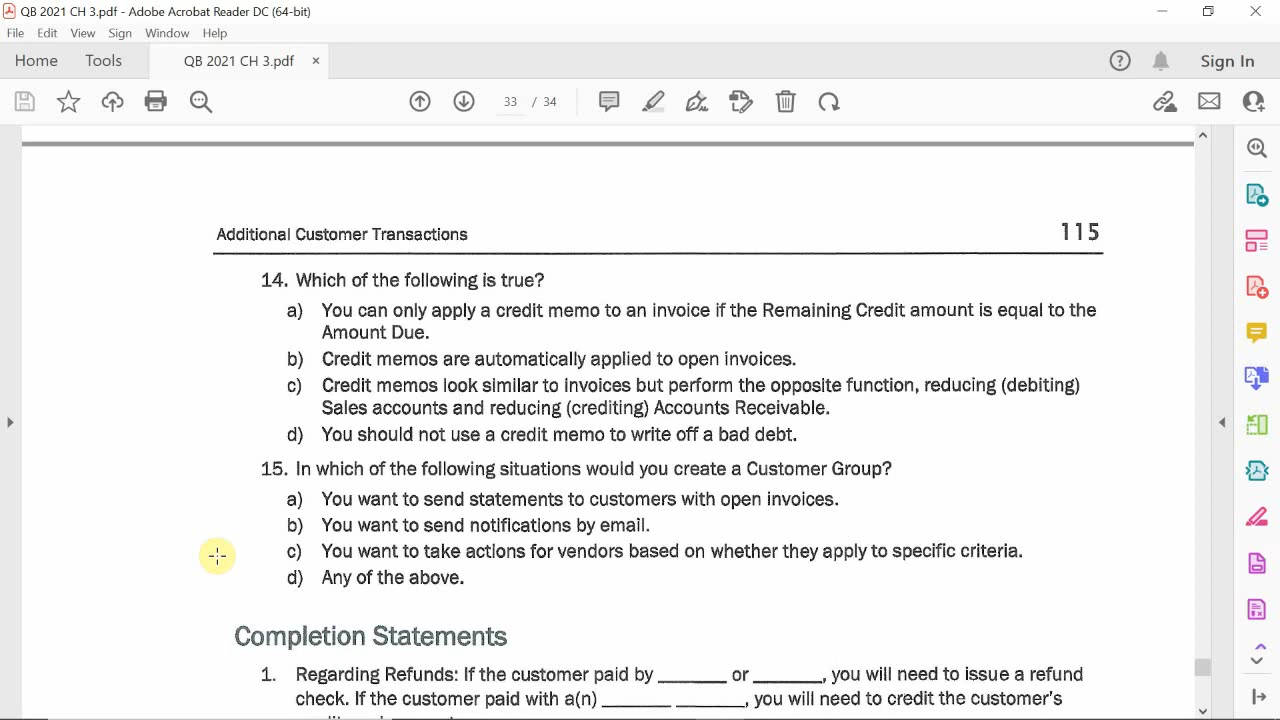 QB 2021 CH 3.pdf - Adobe Acrobat Reader DC (64-bit)
File Edit View Sign Window Help
Home Tools QB 2021 CH 3.pdf × Sign In
33 / 34
Additional Customer Transactions 115
14. Which of the following is true?
a) You can only apply a credit memo to an invoice if the Remaining Credit amount is equal to the
Amount Due.
b) Credit memos are automatically applied to open invoices.
c) Credit memos look similar to invoices but perform the opposite function, reducing (debiting)
Sales accounts and reducing (crediting) Accounts Receivable.
d) You should not use a credit memo to write off a bad debt.
15. In which of the following situations would you create a Customer Group?
a) You want to send statements to customers with open invoices.
b) You want to send notifications by email.
c) You want to take actions for vendors based on whether they apply to specific criteria.
d) Any of the above.
Completion Statements
1. Regarding Refunds: If the customer paid by ________ or ________, you will need to issue a refund
check. If the customer paid with a(n) ________ ________, you will need to credit the customer's